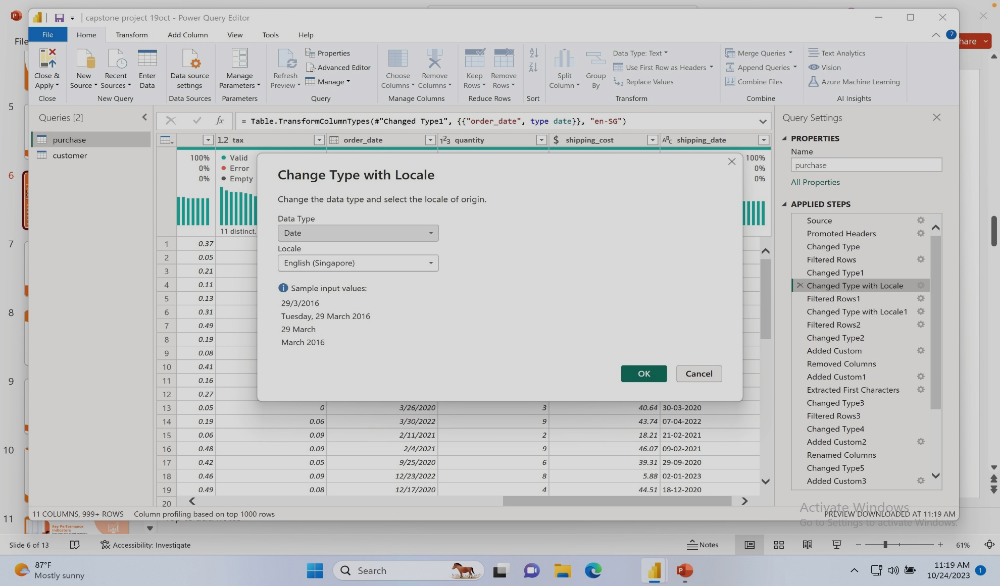 capstone project 19oct - Power Query Editor
File
Home
Transform
Add Column
View
Tools
Help
File
hare
Close &
Apply
Close
New
Source
Recent
Sources
Enter
Data
New Query
Data source
settings
Data Sources
Manage
Parameters
Parameters
Refresh
Preview
Properties
Advanced Editor
Manage
Query
Choose
Columns
Remove
Columns
Manage Columns
Keep
Rows
Remove
Rows
Reduce Rows
Sort
Split
Column
Group
By
Data Type: Text
Use First Row as Headers
Replace Values
Transform
Merge Queries
Append Queries
Combine Files
Combine
Text Analytics
Vision
Azure Machine Learning
AI Insights
Queries [2]
purchase
customer
= Table.TransformColumnTypes(#"Changed Type1", {{"order_date", type date}}, "en-SG")
1.2 tax
order_date
1²3 quantity
$ shipping_cost
ABC shipping_date
100%
0%
0%
Valid
Error
Empty
11 distinct,
100%
0%
0%
Change Type with Locale
Change the data type and select the locale of origin.
Data Type
Date
Locale
English (Singapore)
Sample input values:
29/3/2016
Tuesday, 29 March 2016
29 March
March 2016
OK
Cancel
1 0.37
2 0.05
3 0.21
4 0.11
5 0.13
6 0.31
7 0.49
8 0.19
9 0.08
10 0.41
11 0.16
12 0.27
13 0.05 0 3/26/2020 3 40.64 30-03-2020
14 0.19 0.06 3/30/2022 9 43.74 07-04-2022
15 0.06 0.09 2/11/2021 2 18.21 21-02-2021
16 0.48 0.09 2/4/2021 9 46.07 09-02-2021
17 0.42 0.05 9/25/2020 6 39.31 29-09-2020
18 0.46 0.09 12/23/2022 8 5.88 02-01-2023
19 0.49 0.08 12/17/2020 4 44.51 18-12-2020
20
Query Settings
PROPERTIES
Name
purchase
All Properties
APPLIED STEPS
Source
Promoted Headers
Changed Type
Filtered Rows
Changed Type1
Changed Type with Locale
Filtered Rows1
Changed Type with Locale1
Filtered Rows2
Changed Type2
Added Custom
Removed Columns
Added Custom1
Extracted First Characters
Changed Type3
Filtered Rows3
Changed Type4
Added Custom2
Renamed Columns
Changed Type5
Added Custom3
11 COLUMNS, 999+ ROWS
Column profiling based on top 1000 rows
Activate Windows
PREVIEW DOWNLOADED AT 11:19 AM
Go to Settings to activate Windows.
5
6
7
8
9
10
11
Key Performance
Indicators
Slide 6 of 13
Accessibility: Investigate
Notes
61%
87°F
Mostly sunny
Search
11:19 AM
10/24/2023
1